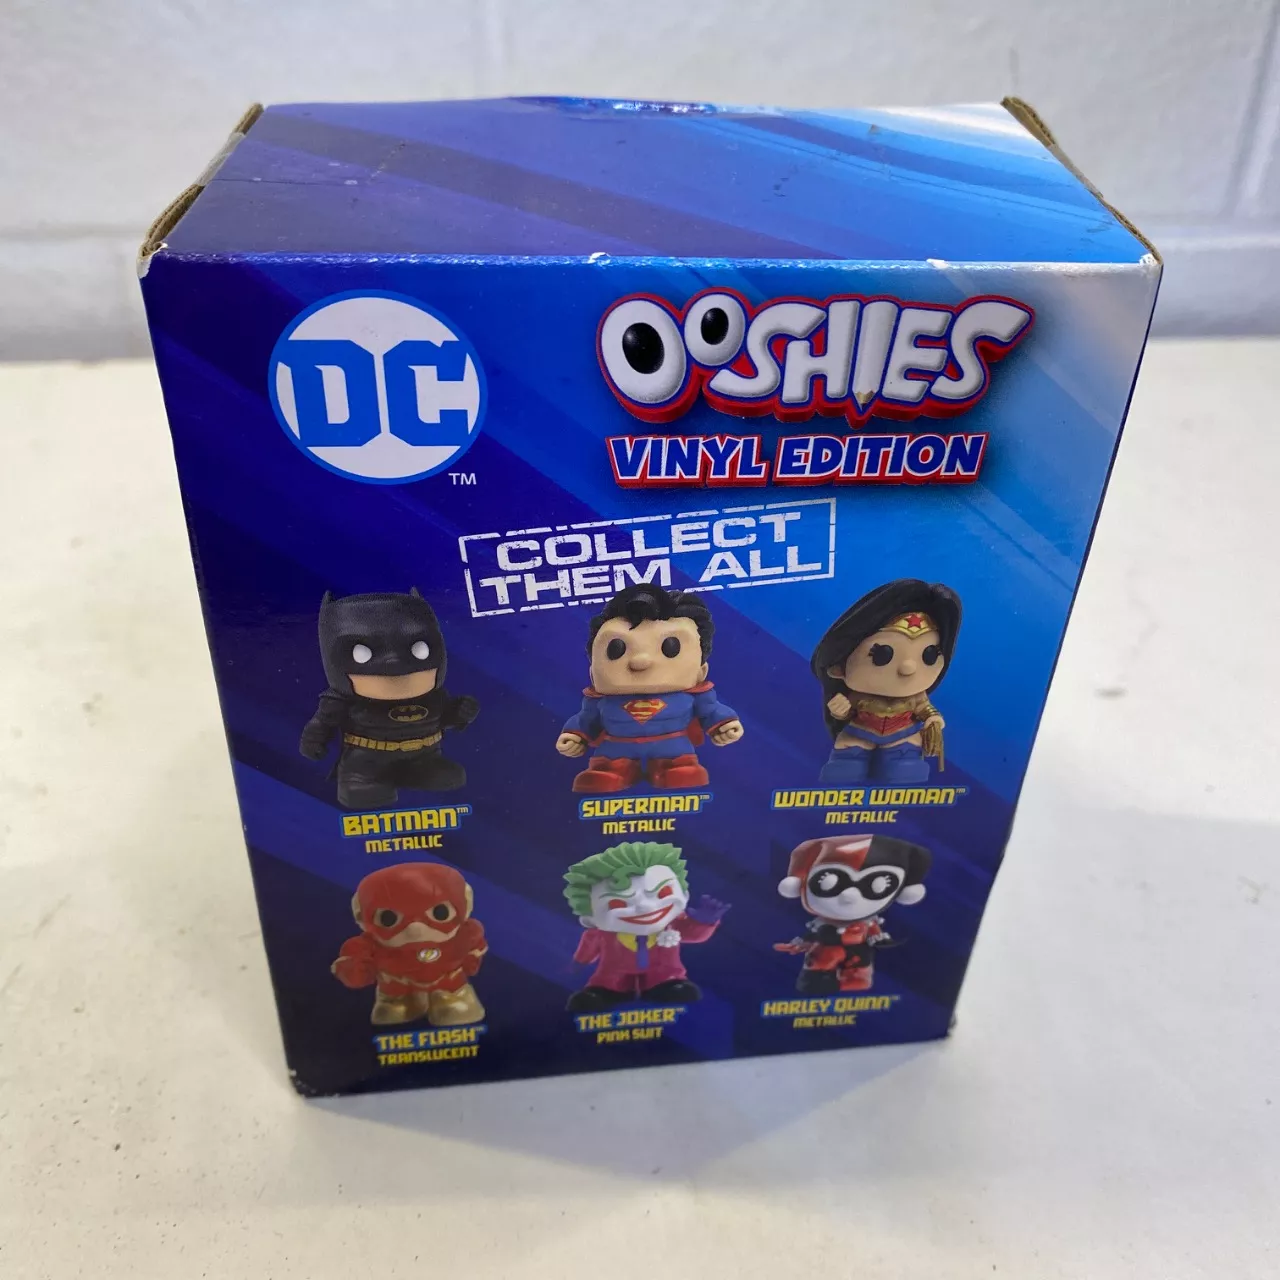 DC
TM
OOSHIES
VINYL EDITION
COLLECT
THEM ALL
BATMAN™
METALLIC
SUPERMAN™
METALLIC
WONDER WOMAN™
METALLIC
THE FLASH™
TRANSLUCENT
THE JOKER™
PINK SUIT
HARLEY QUINN™
METALLIC